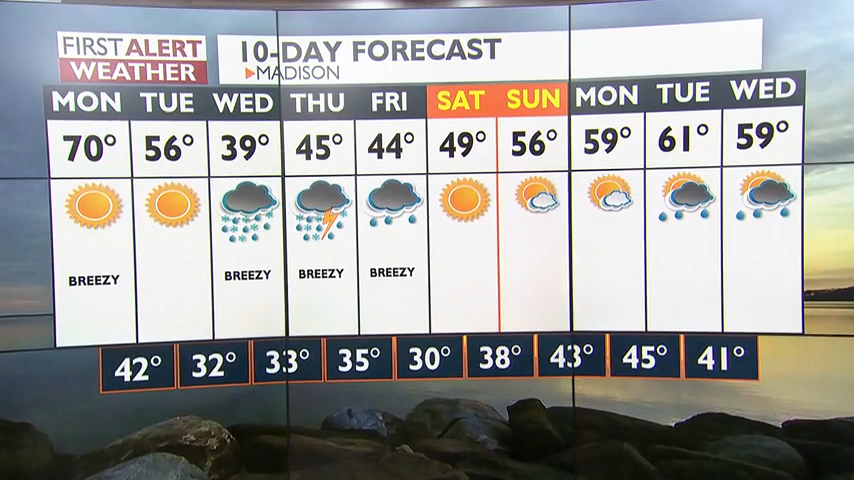 FIRST ALERT
WEATHER
10-DAY FORECAST
MADISON
MON TUE WED THU FRI SAT SUN MON TUE WED
70° 56° 39° 45° 44° 49° 56° 59° 61° 59°
BREEZY BREEZY BREEZY BREEZY
42° 32° 33° 35° 30° 38° 43° 45° 41°